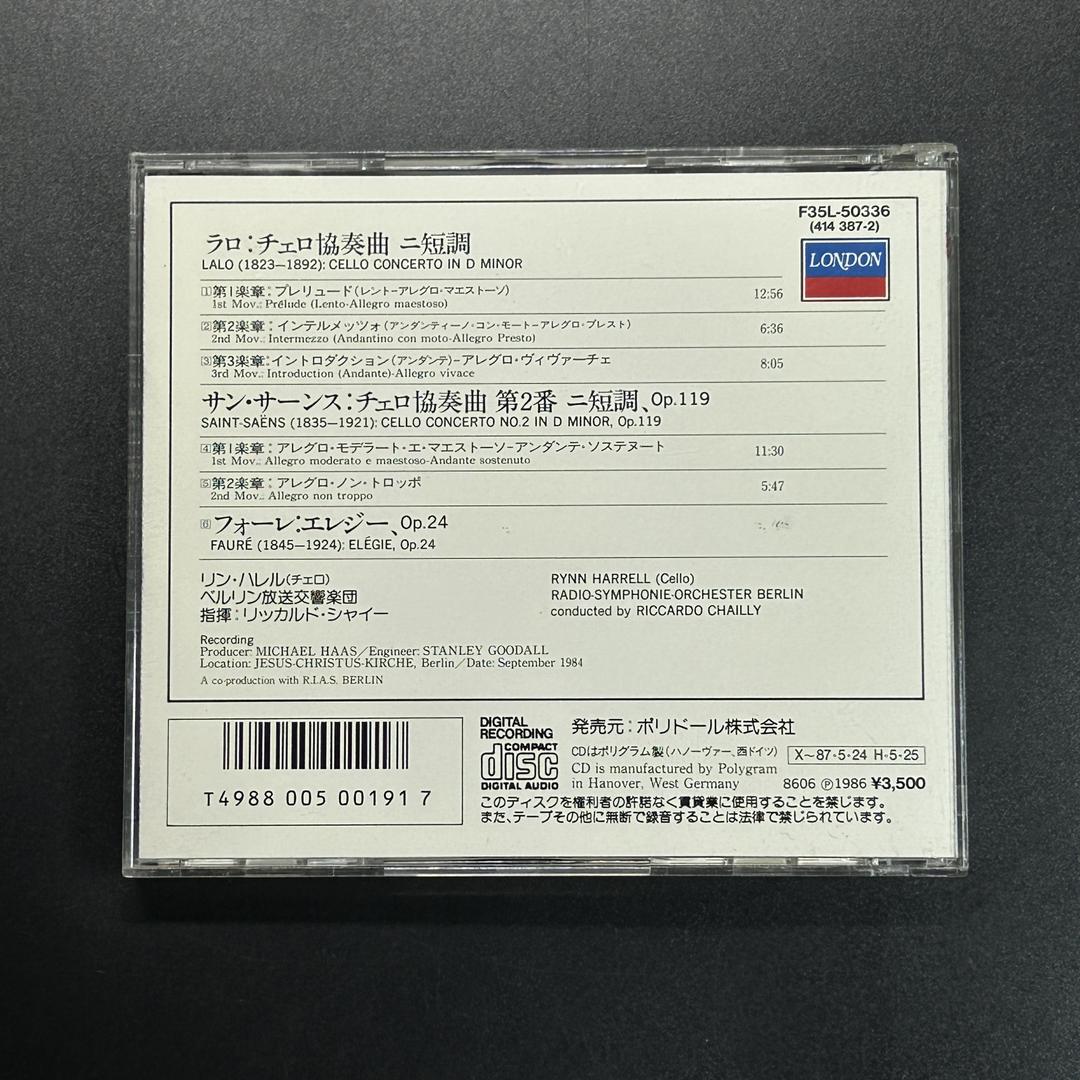 F35L-50336
(414 387-2)
LONDON
ラロ：チェロ協奏曲 ニ短調
LALO (1823—1892): CELLO CONCERTO IN D MINOR
1 第1楽章：プレリュード(レント−アレグロ・マエストーソ)
1st Mov.: Prélude (Lento-Allegro maestoso)
12:56
2 第2楽章：インテルメッツォ(アンダンティーノ・コン・モート−アレグロ・プレスト)
2nd Mov.: Intermezzo (Andantino con moto-Allegro Presto)
6:36
3 第3楽章：イントロダクション(アンダンテ)−アレグロ・ヴィヴァーチェ
3rd Mov.: Introduction (Andante)-Allegro vivace
8:05
サン・サーンス：チェロ協奏曲 第2番 ニ短調、Op.119
SAINT-SAËNS (1835—1921): CELLO CONCERTO NO.2 IN D MINOR, Op.119
4 第1楽章：アレグロ・モデラート・エ・マエストーソ−アンダンテ・ソステヌート
1st Mov.: Allegro moderato e maestoso-Andante sostenuto
11:30
5 第2楽章：アレグロ・ノン・トロッポ
2nd Mov.: Allegro non troppo
5:47
6 フォーレ：エレジー、Op.24
FAURÉ (1845—1924): ELÉGIE, Op.24
リン・ハレル(チェロ)
ベルリン放送交響楽団
指揮：リッカルド・シャイー
RYNN HARRELL (Cello)
RADIO-SYMPHONIE-ORCHESTER BERLIN
conducted by RICCARDO CHAILLY
Recording
Producer: MICHAEL HAAS／Engineer: STANLEY GOODALL
Location: JESUS-CHRISTUS-KIRCHE, Berlin／Date: September 1984
A co-production with R.I.A.S. BERLIN
T4988 005 00191 7
DIGITAL
RECORDING
COMPACT
disc
DIGITAL AUDIO
発売元：ポリドール株式会社
CDはポリグラム製(ハノーヴァー、西ドイツ)
CD is manufactured by Polygram
in Hanover, West Germany
X〜87・5・24 H・5・25
8606 Ⓟ1986 ¥3,500
このディスクを権利者の許諾なく賃貸業に使用することを禁じます。
また、テープその他に無断で録音することは法律で禁じられています。